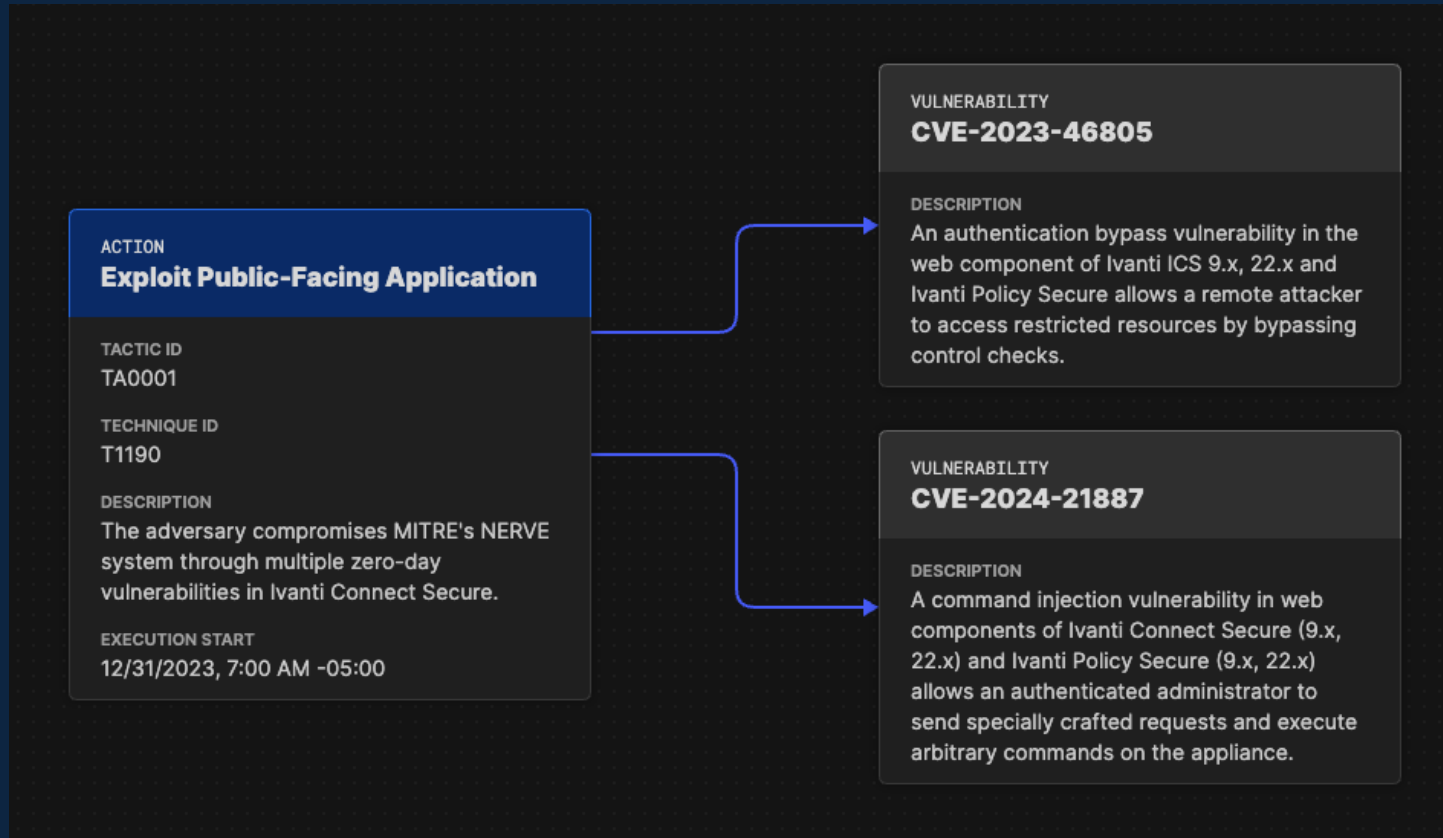 ACTION
Exploit Public-Facing Application
TACTIC ID
TA0001
TECHNIQUE ID
T1190
DESCRIPTION
The adversary compromises MITRE's NERVE
system through multiple zero-day
vulnerabilities in Ivanti Connect Secure.
EXECUTION START
12/31/2023, 7:00 AM -05:00
VULNERABILITY
CVE-2023-46805
DESCRIPTION
An authentication bypass vulnerability in the
web component of Ivanti ICS 9.x, 22.x and
Ivanti Policy Secure allows a remote attacker
to access restricted resources by bypassing
control checks.
VULNERABILITY
CVE-2024-21887
DESCRIPTION
A command injection vulnerability in web
components of Ivanti Connect Secure (9.x,
22.x) and Ivanti Policy Secure (9.x, 22.x)
allows an authenticated administrator to
send specially crafted requests and execute
arbitrary commands on the appliance.